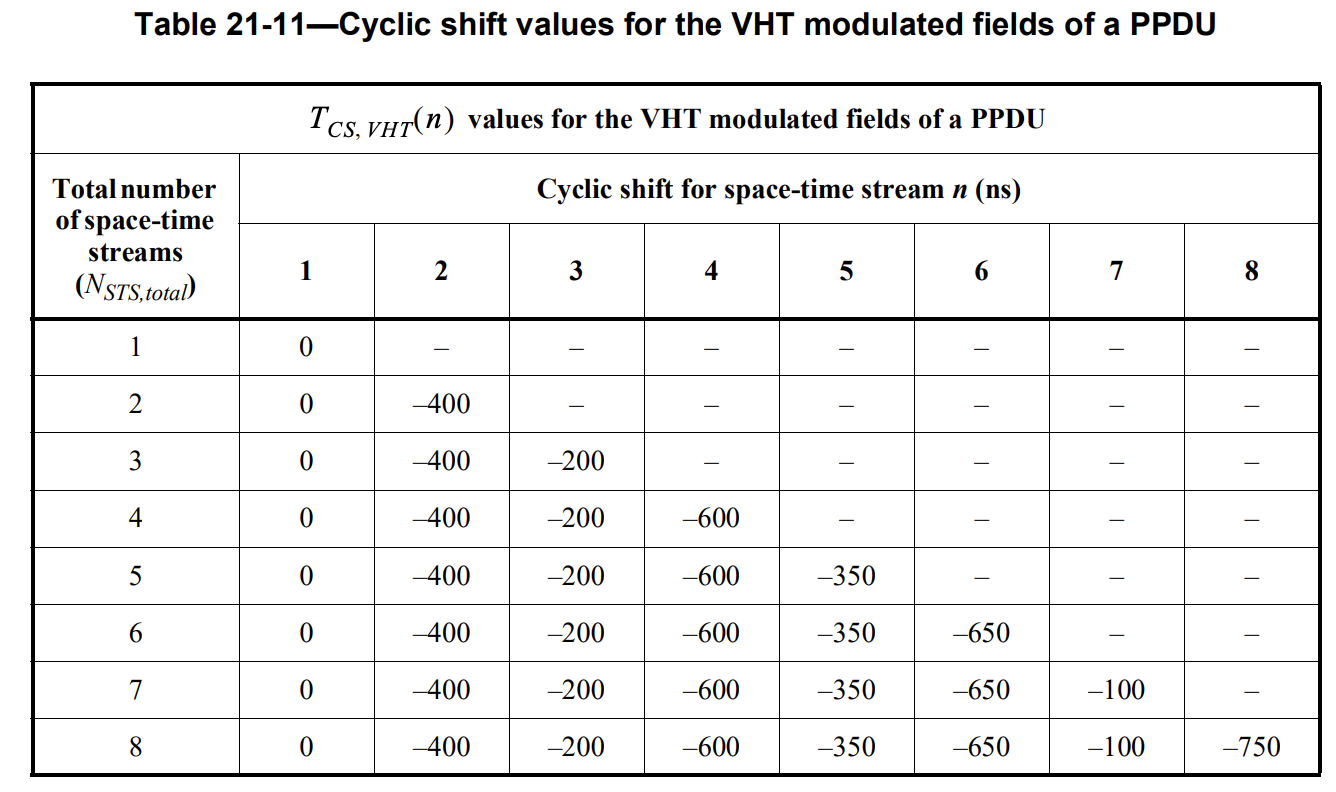 Table 21-11—Cyclic shift values for the VHT modulated fields of a PPDU
T_{CS, VHT}(n) values for the VHT modulated fields of a PPDU
Total number
of space-time
streams
(N_{STS,total})
Cyclic shift for space-time stream n (ns)
1 2 3 4 5 6 7 8
1 0 – – – – – – –
2 0 –400 – – – – – –
3 0 –400 –200 – – – – –
4 0 –400 –200 –600 – – – –
5 0 –400 –200 –600 –350 – – –
6 0 –400 –200 –600 –350 –650 – –
7 0 –400 –200 –600 –350 –650 –100 –
8 0 –400 –200 –600 –350 –650 –100 –750